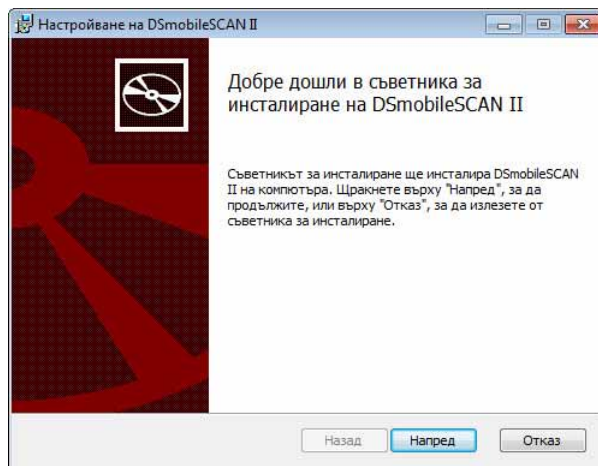 Настройване на DSmobileSCAN II
Добре дошли в съветника за
инсталиране на DSmobileSCAN II
Съветникът за инсталиране ще инсталира DSmobileSCAN
II на компютъра. Щракнете върху "Напред", за да
продължите, или върху "Отказ", за да излезете от
съветника за инсталиране.
Назад Напред Отказ